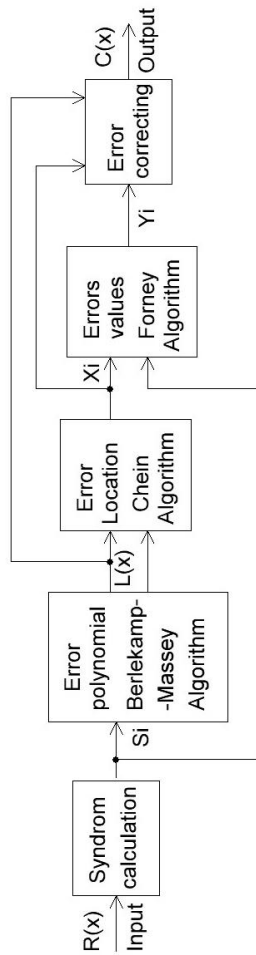 R(x)
Input
Syndrom
calculation
Si
Error
polynomial
Berlekamp-
-Massey
Algorithm
L(x)
Error
Location
Chein
Algorithm
Xi
Errors
values
Forney
Algorithm
Yi
Error
correcting
C(x)
Output